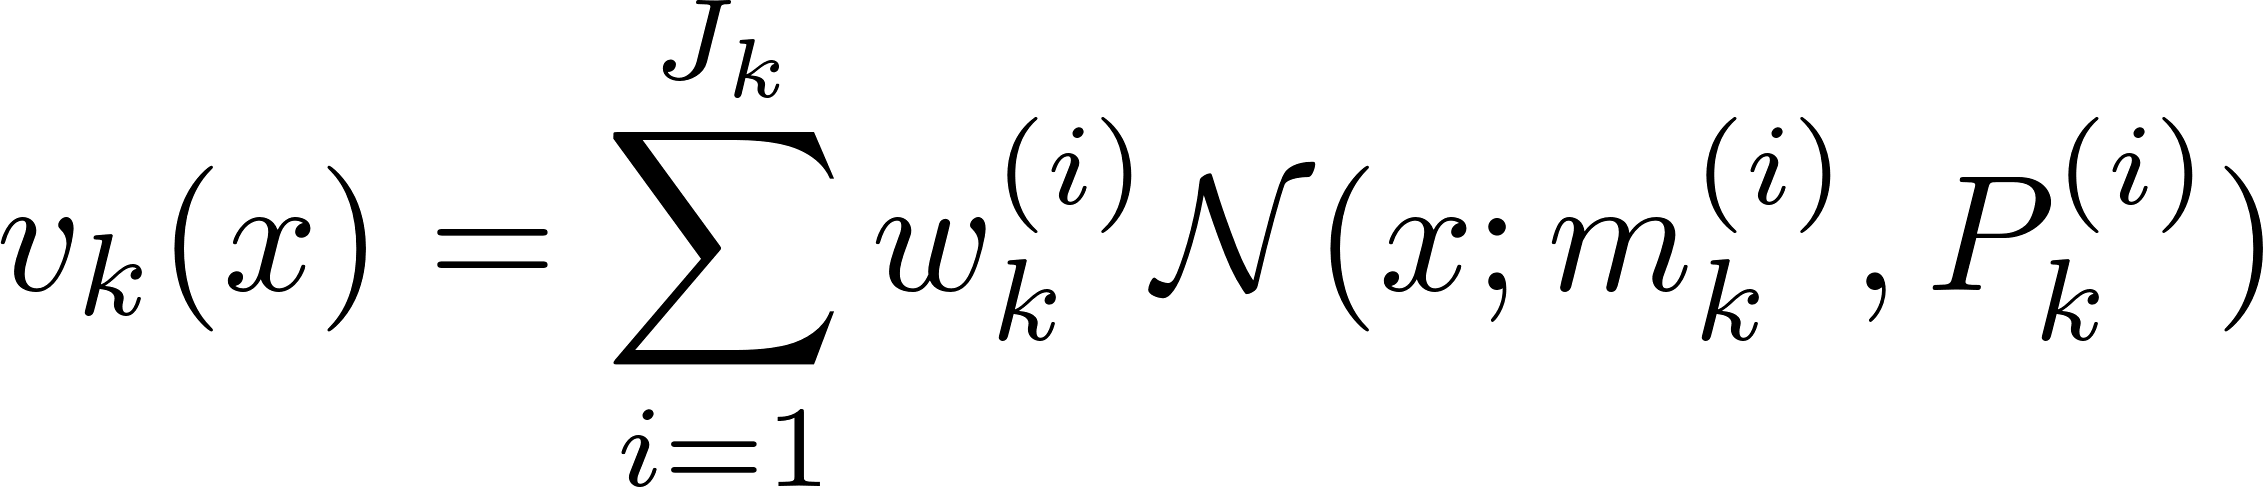 v_k(x) = \sum_{i=1}^{J_k} w_k^{(i)} \mathcal{N}(x; m_k^{(i)}, P_k^{(i)})